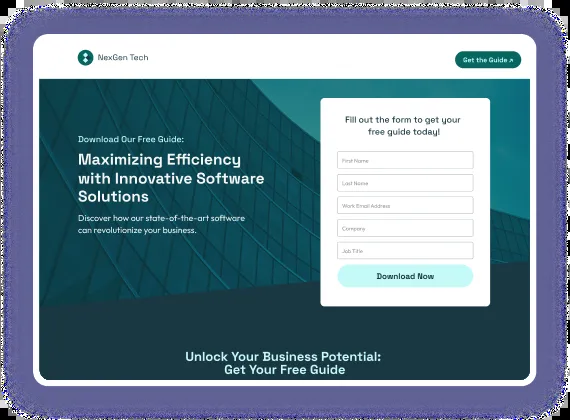 NexGen Tech
Get the Guide ↗
Download Our Free Guide:
Maximizing Efficiency
with Innovative Software
Solutions
Discover how our state-of-the-art software
can revolutionize your business.
Fill out the form to get your
free guide today!
First Name
Last Name
Work Email Address
Company
Job Title
Download Now
Unlock Your Business Potential:
Get Your Free Guide